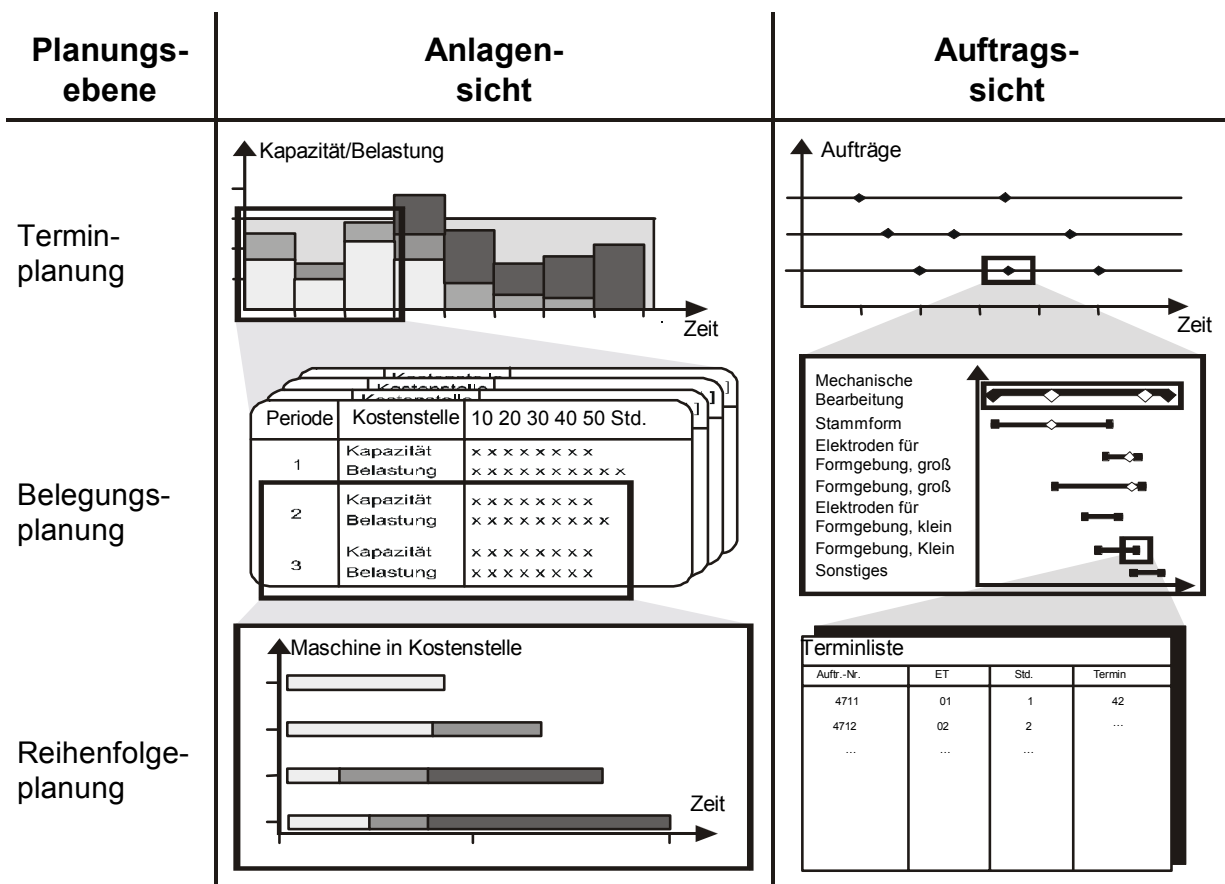 Planungs-
ebene
Anlagen-
sicht
Auftrags-
sicht
Termin-
planung
Kapazität/Belastung
Zeit
Aufträge
Zeit
Belegungs-
planung
Kostenstelle
Kostenstelle
Periode Kostenstelle 10 20 30 40 50 Std.
1 Kapazität x x x x x x x x
Belastung x x x x x x x x x x
2 Kapazität x x x x x x x x
Belastung x x x x x x x x x
3 Kapazität x x x x x x x x
Belastung x x x x x x x x
Mechanische
Bearbeitung
Stammform
Elektroden für
Formgebung, groß
Formgebung, groß
Elektroden für
Formgebung, klein
Formgebung, Klein
Sonstiges
Reihenfolge-
planung
Maschine in Kostenstelle
Zeit
Terminliste
Auftr.-Nr. ET Std. Termin
4711 01 1 42
4712 02 2 ...
... ... ...